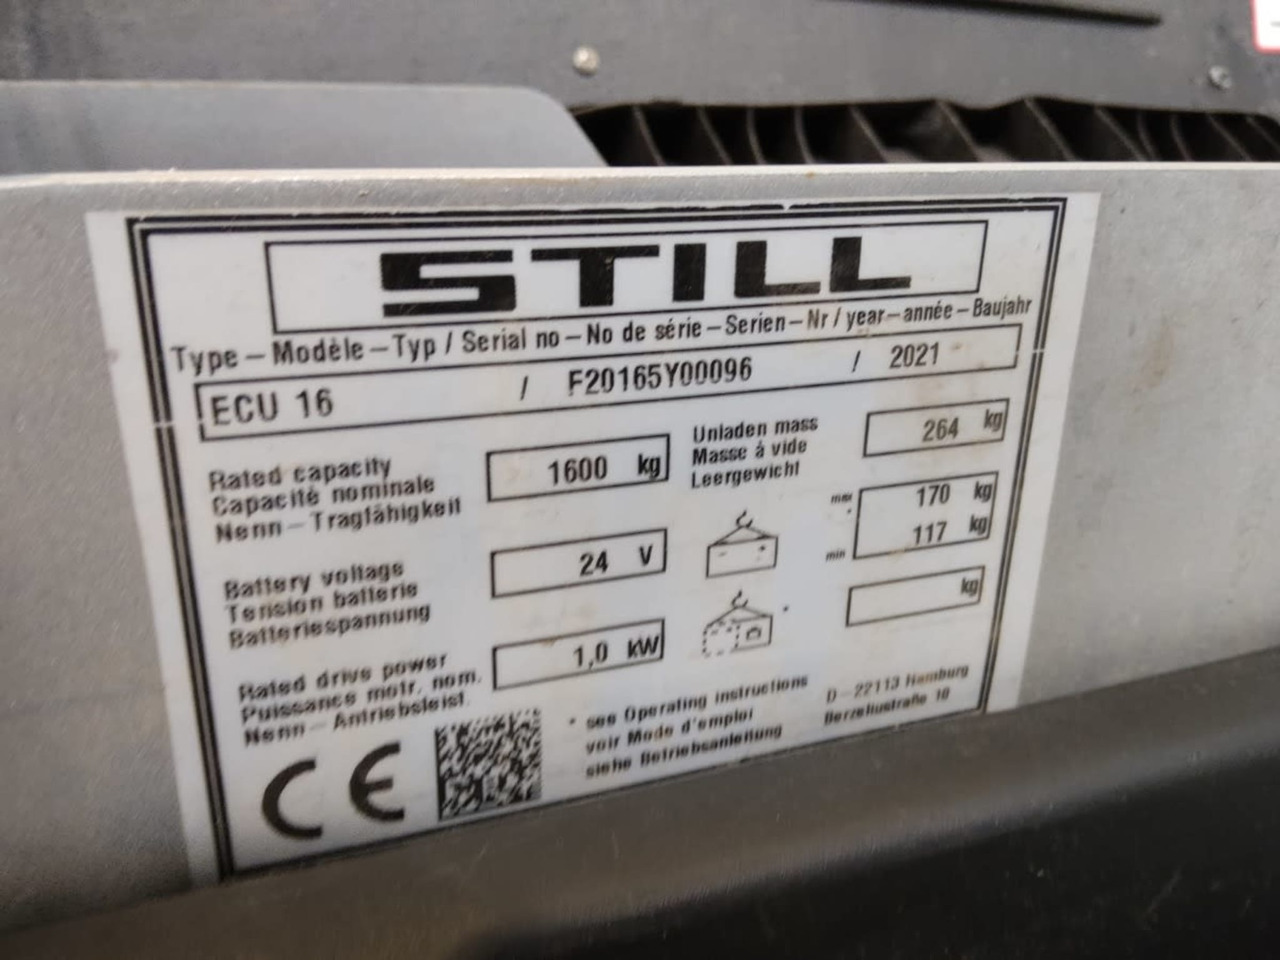 STILL
Type – Modèle – Typ / Serial no – No de série – Serien – Nr / year – année – Baujahr
ECU 16 / F20165Y00096 / 2021
Rated capacity
Capacité nominale
Nenn – Tragfähigkeit
1600 kg
Unladen mass
Masse à vide
Leergewicht
264 kg
Battery voltage
Tension batterie
Batteriespannung
24 V
max 170 kg
min 117 kg
Rated drive power
Puissance motr. nom.
Nenn – Antriebsleist.
1,0 kW
* kg
* see Operating instructions
voir Mode d'emploi
siehe Betriebsanleitung
D – 22113 Hamburg
Berzeliusstraße 10
CE